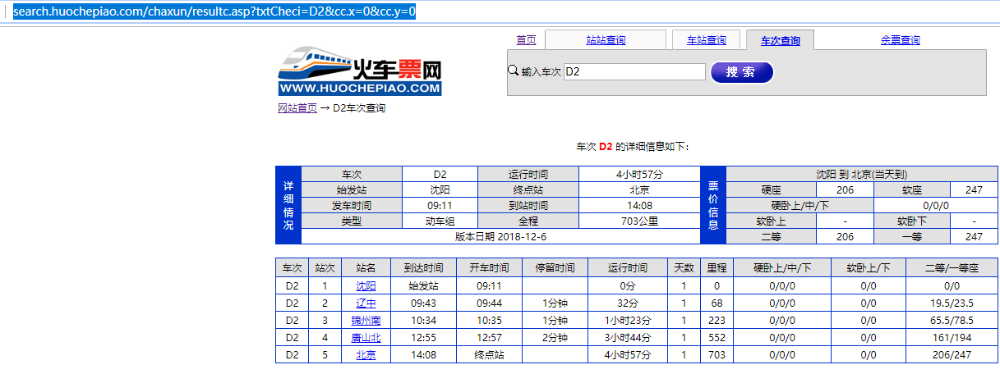 search.huochepiao.com/chaxun/resultc.asp?txtCheci=D2&cc.x=0&cc.y=0
首页 站站查询 车站查询 车次查询 余票查询
火车票网
WWW.HUOCHEPIAO.COM
输入车次 D2 搜 索
网站首页 → D2车次查询
车次 D2 的详细信息如下：
详细情况 票价信息
车次 D2 运行时间 4小时57分 沈阳 到 北京(当天到)
始发站 沈阳 终点站 北京 硬座 206 软座 247
发车时间 09:11 到站时间 14:08 硬卧上/中/下 0/0/0
类型 动车组 全程 703公里 软卧上 - 软卧下 -
版本日期 2018-12-6 二等 206 一等 247
车次 站次 站名 到达时间 开车时间 停留时间 运行时间 天数 里程 硬卧上/中/下 软卧上/下 二等/一等座
D2 1 沈阳 始发站 09:11 0分 1 0 0/0/0 0/0 0/0
D2 2 辽中 09:43 09:44 1分钟 32分 1 68 0/0/0 0/0 19.5/23.5
D2 3 锦州南 10:34 10:35 1分钟 1小时23分 1 223 0/0/0 0/0 65.5/78.5
D2 4 唐山北 12:55 12:57 2分钟 3小时44分 1 552 0/0/0 0/0 161/194
D2 5 北京 14:08 终点站 4小时57分 1 703 0/0/0 0/0 206/247